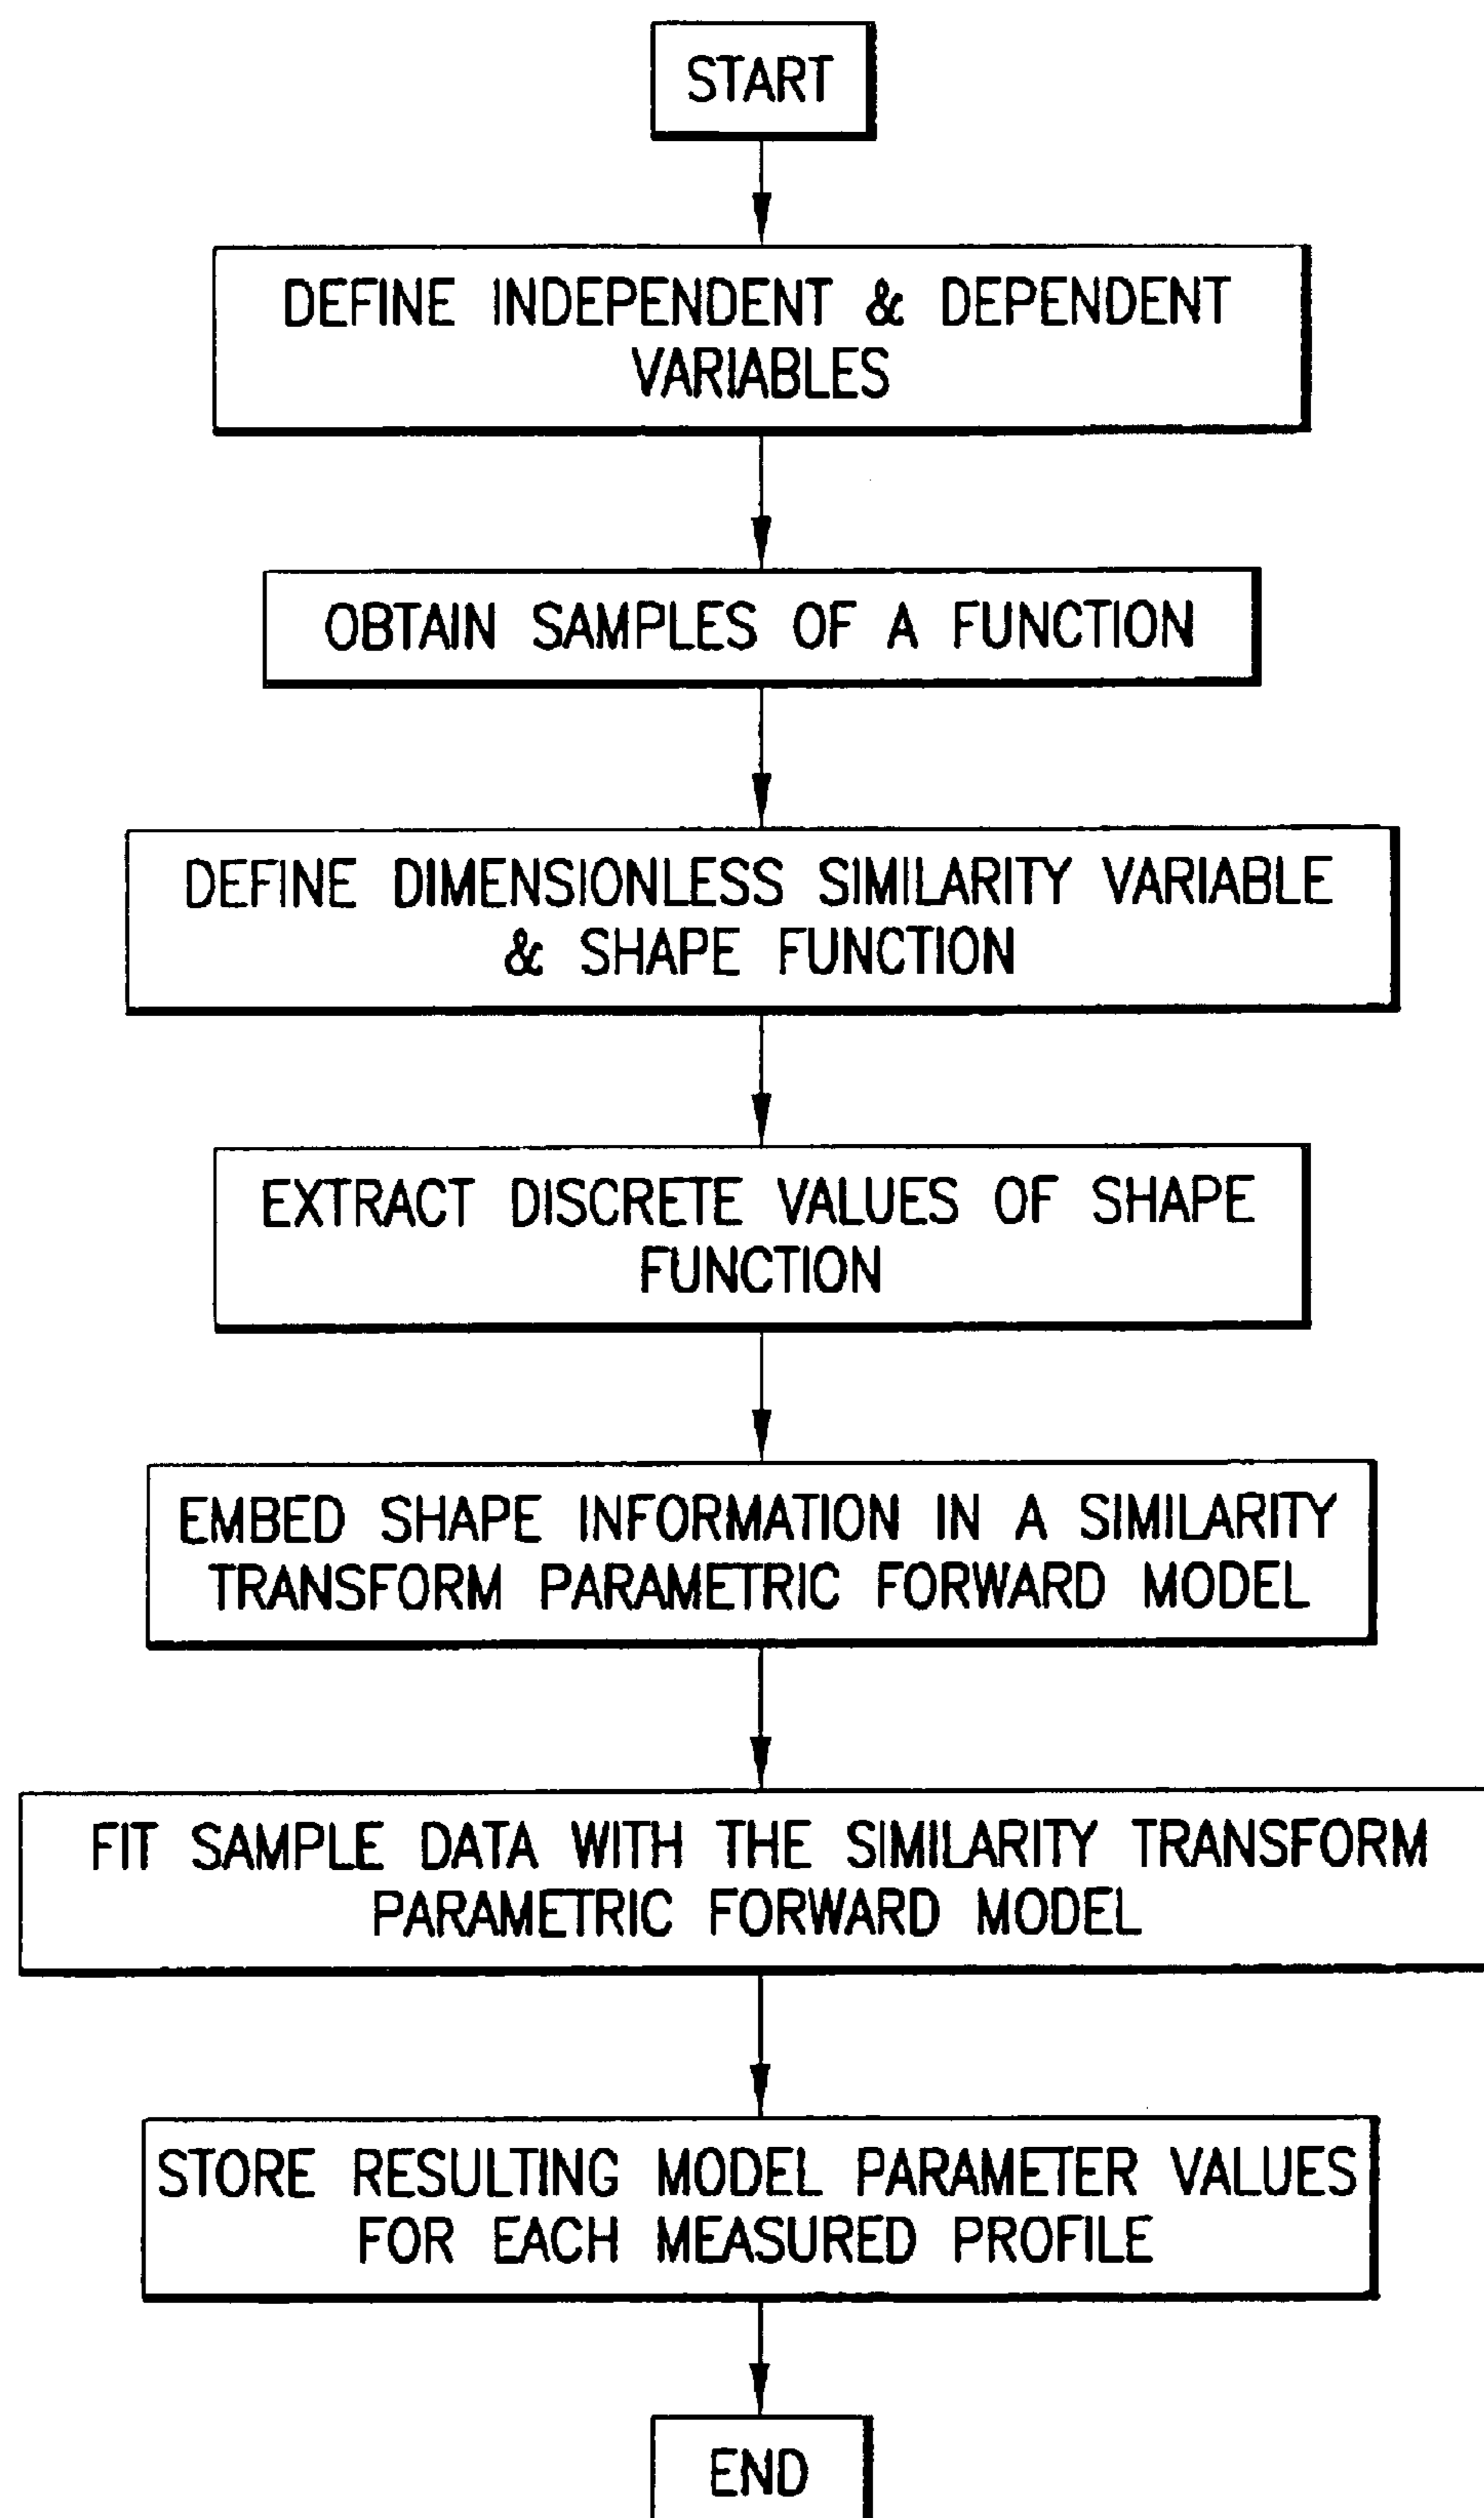 START
DEFINE INDEPENDENT & DEPENDENT
VARIABLES
OBTAIN SAMPLES OF A FUNCTION
DEFINE DIMENSIONLESS SIMILARITY VARIABLE
& SHAPE FUNCTION
EXTRACT DISCRETE VALUES OF SHAPE
FUNCTION
EMBED SHAPE INFORMATION IN A SIMILARITY
TRANSFORM PARAMETRIC FORWARD MODEL
FIT SAMPLE DATA WITH THE SIMILARITY TRANSFORM
PARAMETRIC FORWARD MODEL
STORE RESULTING MODEL PARAMETER VALUES
FOR EACH MEASURED PROFILE
END